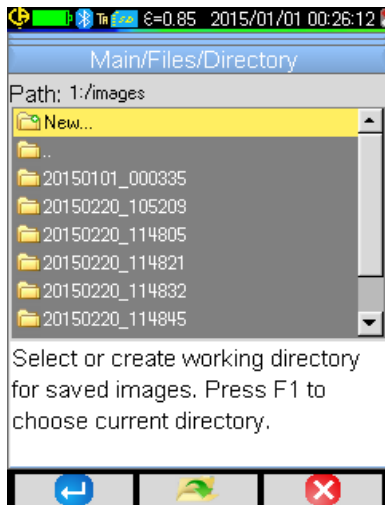 ε=0.85 2015/01/01 00:26:12
Main/Files/Directory
Path: 1:/images
New...
..
20150101_000335
20150220_105209
20150220_114805
20150220_114821
20150220_114832
20150220_114845
Select or create working directory
for saved images. Press F1 to
choose current directory.